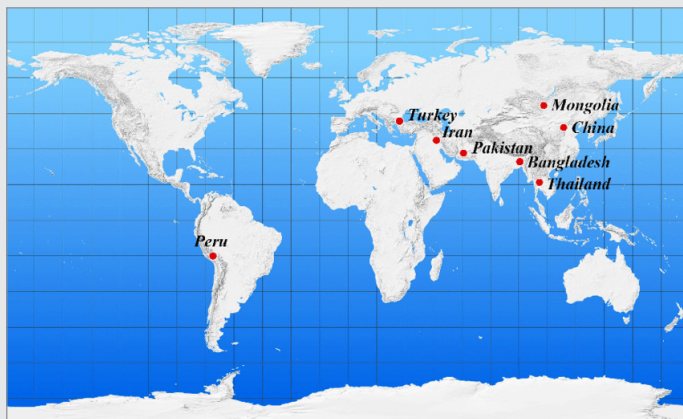 Mongolia
Turkey
China
Iran
Pakistan
Bangladesh
Thailand
Peru